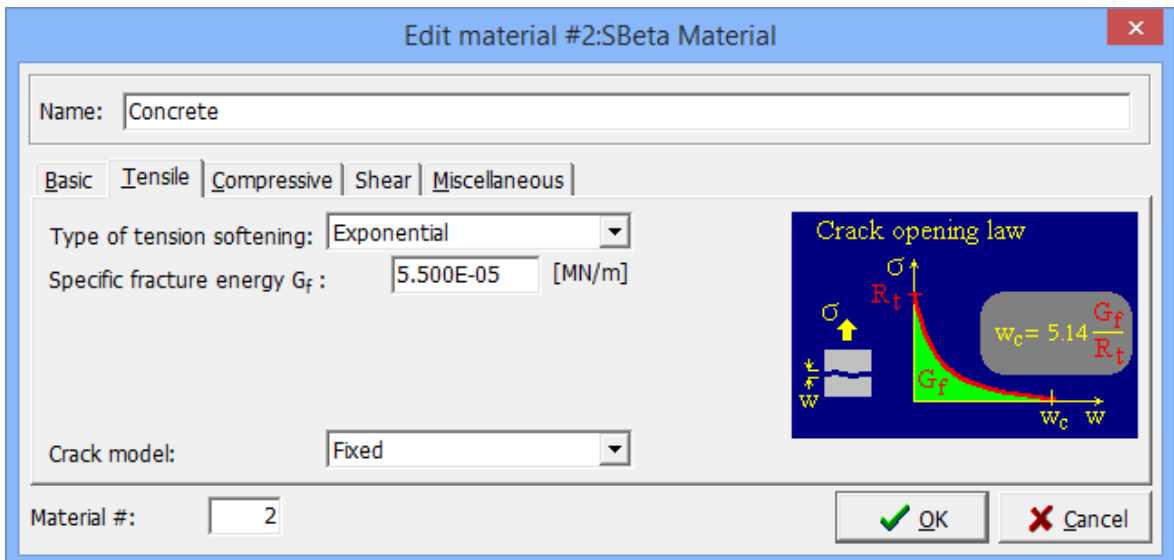 Edit material #2:SBeta Material
Name: Concrete
Basic Tensile Compressive Shear Miscellaneous
Type of tension softening: Exponential
Specific fracture energy Gf : 5.500E-05 [MN/m]
Crack model: Fixed
Crack opening law
σ
Rt
σ
wc= 5.14 Gf/Rt
Gf
w
wc w
Material #: 2
OK Cancel